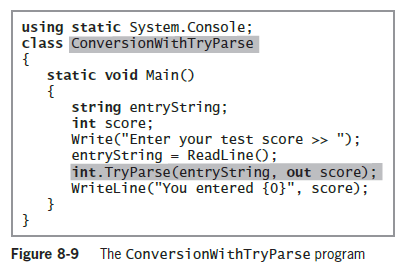 using static System.Console;
class ConversionWithTryParse
{
static void Main()
{
string entryString;
int score;
Write("Enter your test score >> ");
entryString = ReadLine();
int.TryParse(entryString, out score);
WriteLine("You entered {0}", score);
}
}
Figure 8-9 The ConversionWithTryParse program